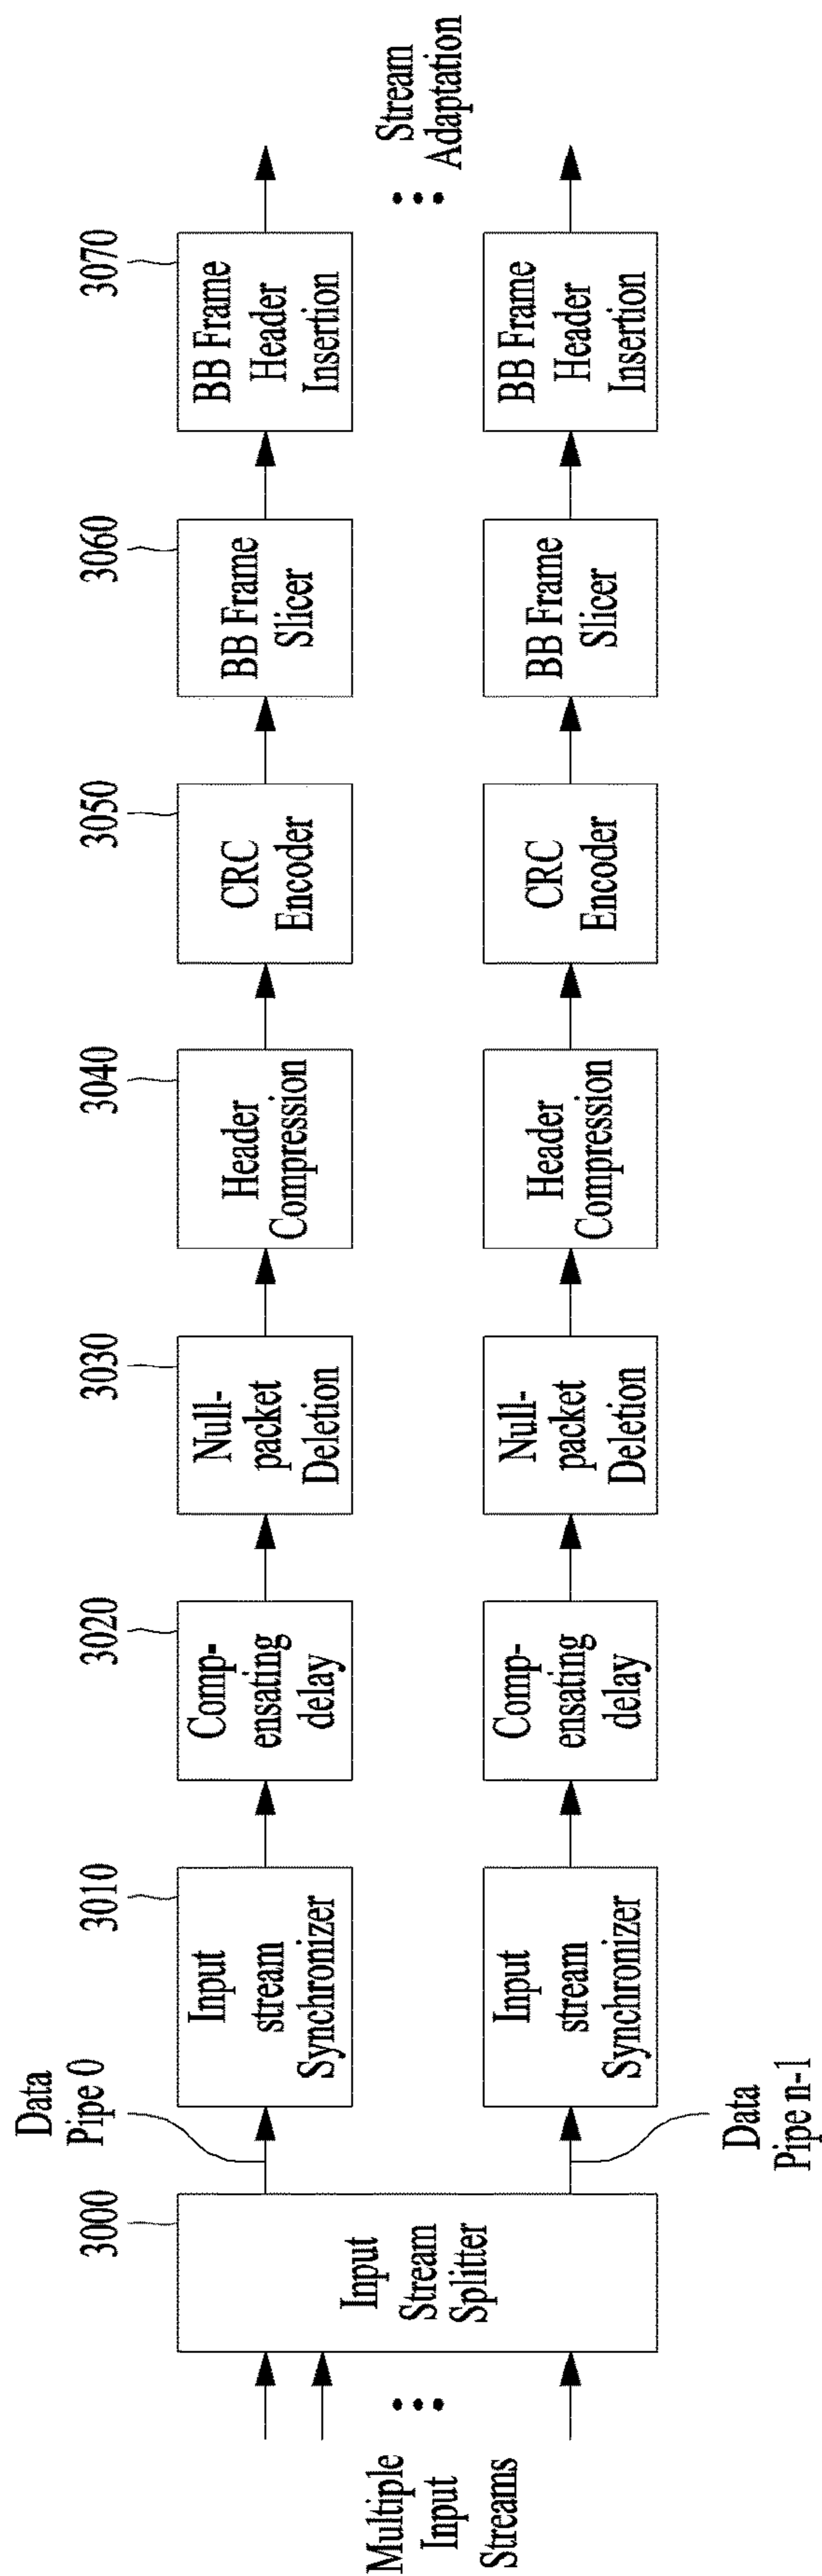 Multiple
Input
Streams
3000
Input
Stream
Splitter
Data
Pipe 0
Data
Pipe n-1
3010
Input
stream
Synchronizer
3020
Comp-
ensating
delay
3030
Null-
packet
Deletion
3040
Header
Compression
3050
CRC
Encoder
3060
BB Frame
Slicer
3070
BB Frame
Header
Insertion
Input
stream
Synchronizer
Comp-
ensating
delay
Null-
packet
Deletion
Header
Compression
CRC
Encoder
BB Frame
Slicer
BB Frame
Header
Insertion
Stream
Adaptation